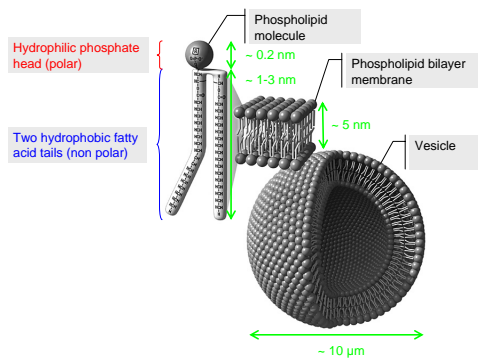 Phospholipid
molecule
Hydrophilic phosphate
head (polar)
~ 0.2 nm
~ 1-3 nm
Phospholipid bilayer
membrane
Two hydrophobic fatty
acid tails (non polar)
~ 5 nm
Vesicle
~ 10 µm